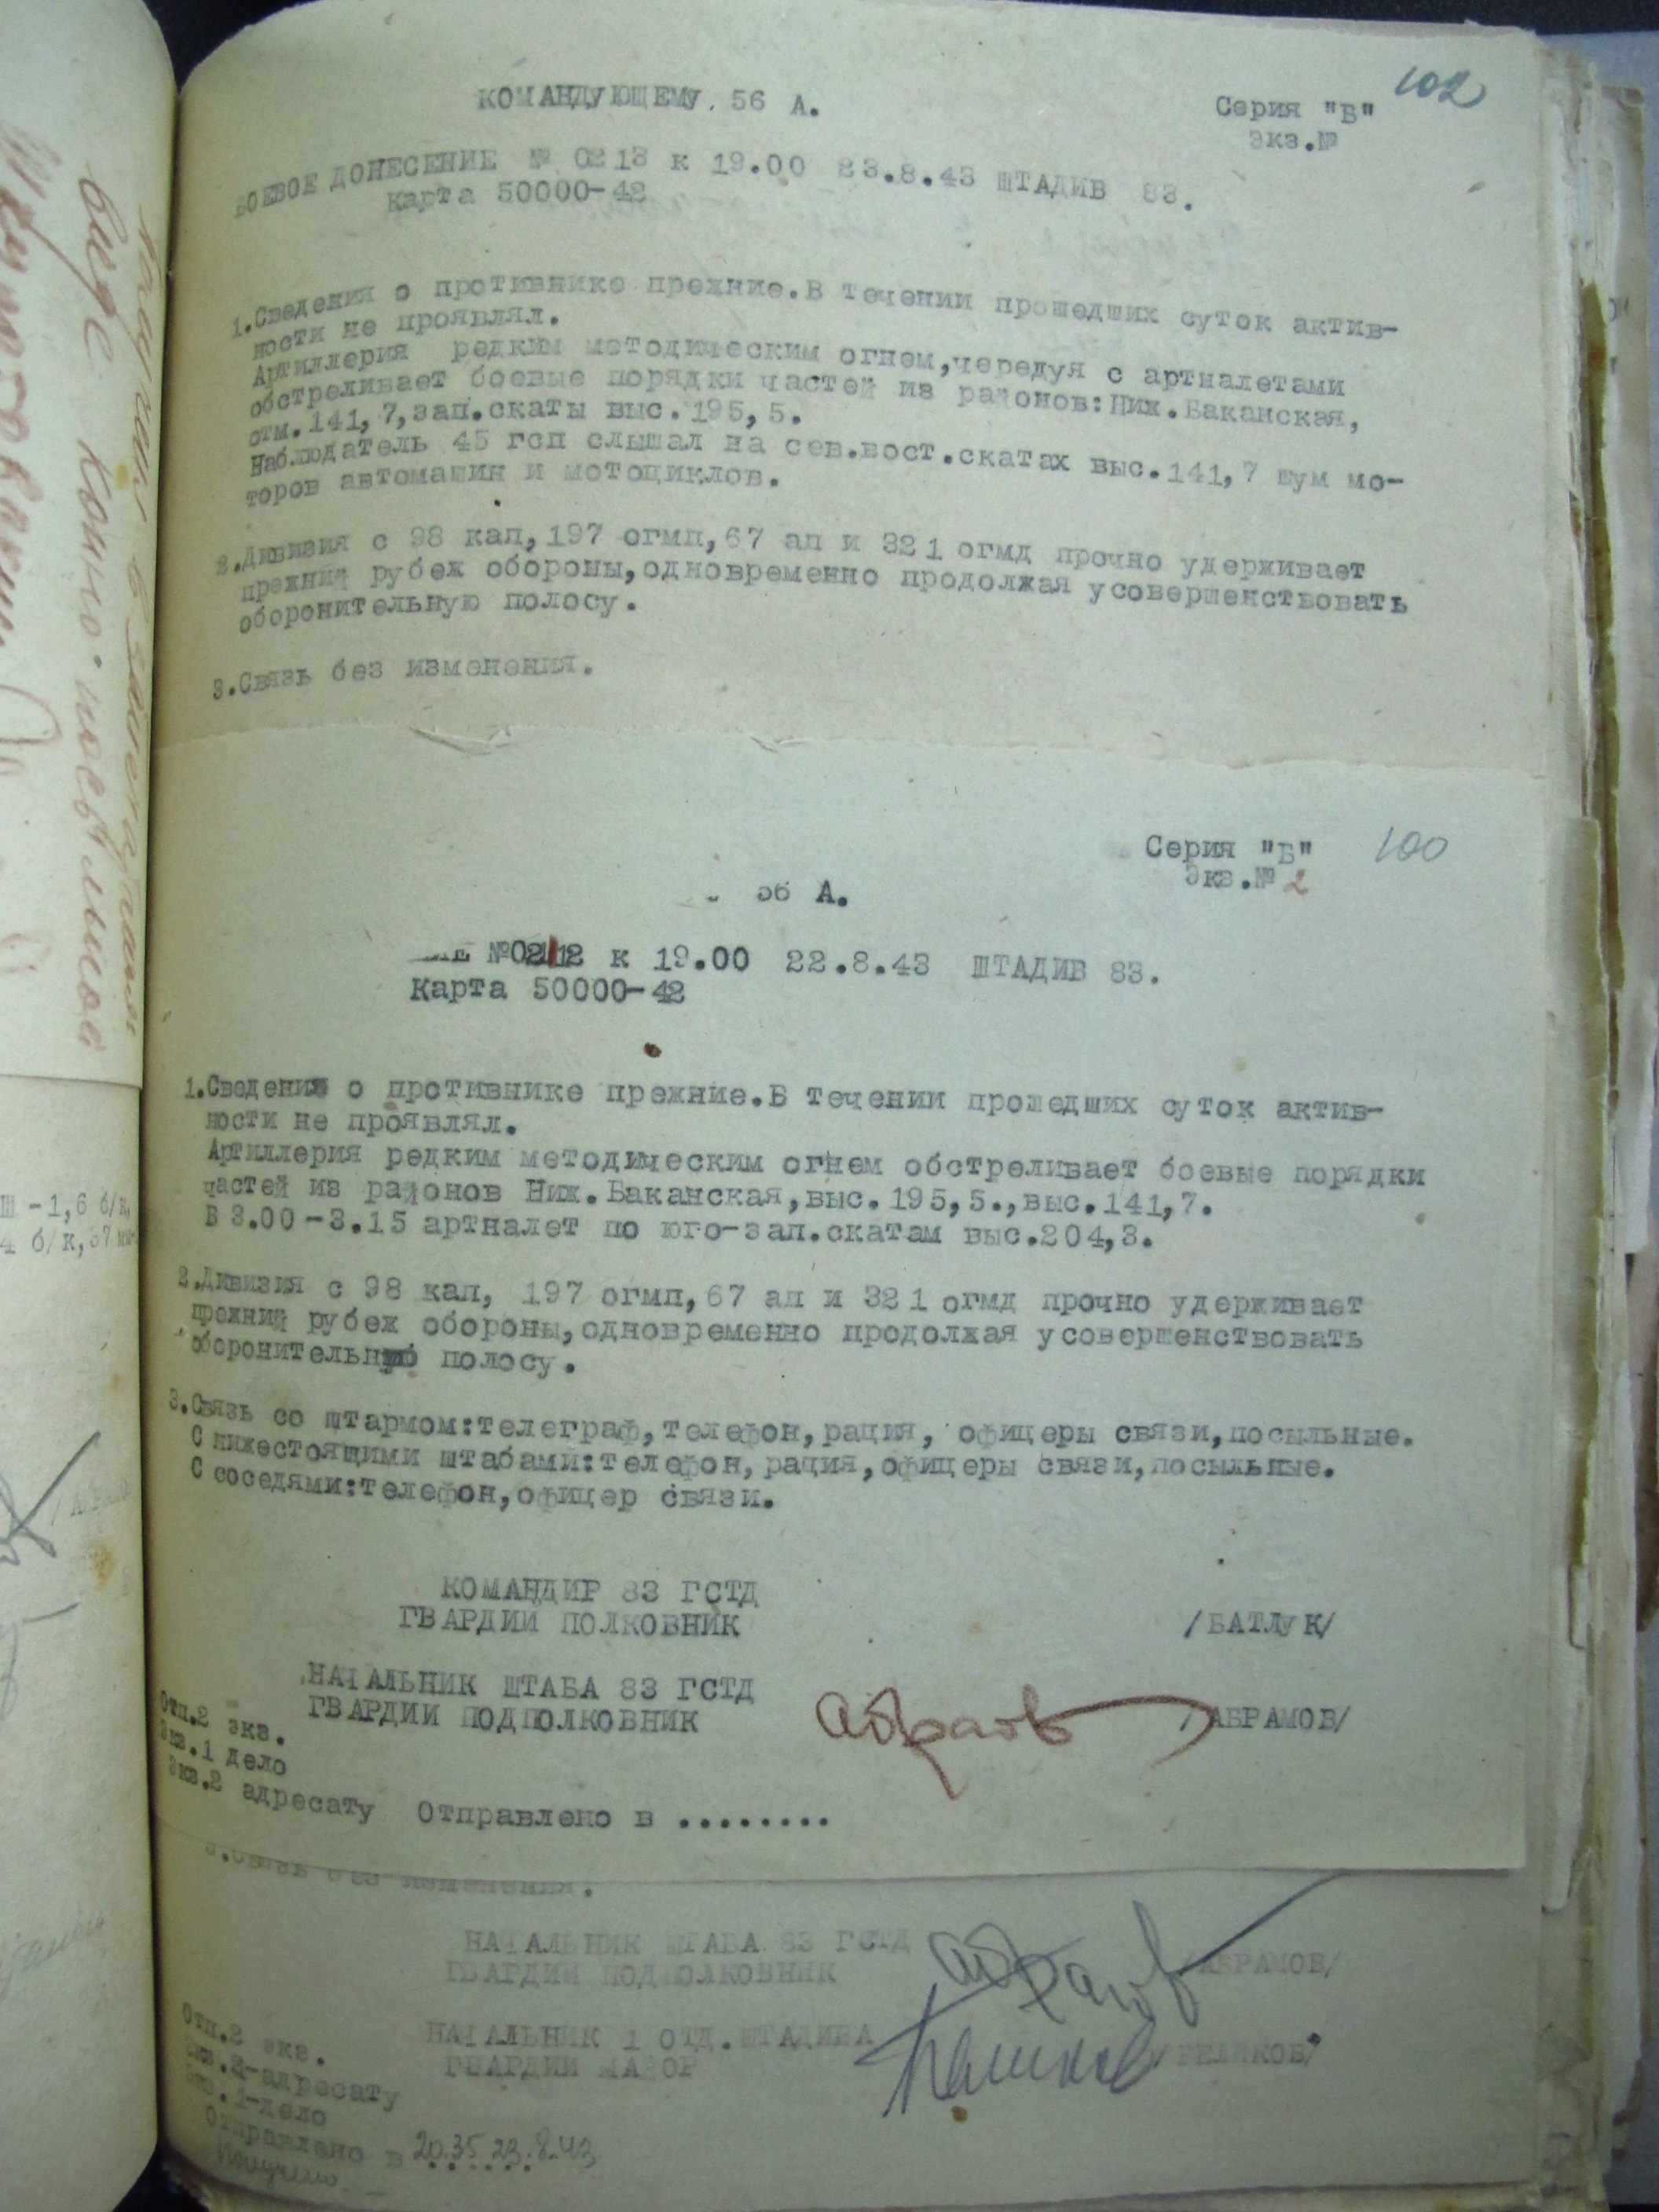 102
КОМАНДУЮЩЕМУ. 56 А.
Серия "Б"
Экз.№
БОЕВОЕ ДОНЕСЕНИЕ № 0213 к 19.00 23.8.43 ШТАДИВ 83.
Карта 50000-42
1.Сведения о противнике прежние.В течении прошедших суток актив-
ности не проявлял.
Артиллерия редким методическим огнем,чередуя с артналетами
обстреливает боевые порядки частей из районов:Ниж.Баканская,
отм.141,7,зап.скаты выс.195,5.
Наблюдатель 45 гсп слышал на сев.вост.скатах выс.141,7 шум мо-
торов автомашин и мотоциклов.
2.Дивизия с 98 кап,197 огмп,67 ап и 321 огмд прочно удерживает
прежний рубеж обороны,одновременно продолжая усовершенствовать
оборонительную полосу.
3.Связь без изменения.
Серия "Б" 100
Экз.№ 2
56 А.
№0212 к 19.00 22.8.43 ШТАДИВ 83.
Карта 50000-42
1.Сведения о противнике прежние.В течении прошедших суток актив-
ности не проявлял.
Артиллерия редким методическим огнем обстреливает боевые порядки
частей из районов Ниж.Баканская,выс.195,5.,выс.141,7.
В 3.00-3.15 артналет по юго-зап.скатам выс.204,3.
2.Дивизия с 98 кап, 197 огмп,67 ап и 321 огмд прочно удерживает
прежний рубеж обороны,одновременно продолжая усовершенствовать
оборонительную полосу.
3.Связь со штармом:телеграф,телефон,рация, офицеры связи,посыльные.
С нижестоящими штабами:телефон,рация,офицеры связи,посыльные.
С соседями:телефон,офицер связи.
КОМАНДИР 83 ГСТД
ГВАРДИИ ПОЛКОВНИК /БАТЛУК/
НАЧАЛЬНИК ШТАБА 83 ГСТД
ГВАРДИИ ПОДПОЛКОВНИК /АБРАМОВ/
Отп.2 экз.
Экз.1 дело
Экз.2 адресату Отправлено в ........
3.Связь без изменения.
НАЧАЛЬНИК ШТАБА 83 ГСТД
ГВАРДИИ ПОДПОЛКОВНИК /АБРАМОВ/
НАЧАЛЬНИК 1 ОТД.ШТАДИВА
ГВАРДИИ МАЙОР /ВЕЛИКОВ/
Отп.2 экз.
Экз.2-адресату
Экз.1-дело
Отправлено в 20.35 23.8.43